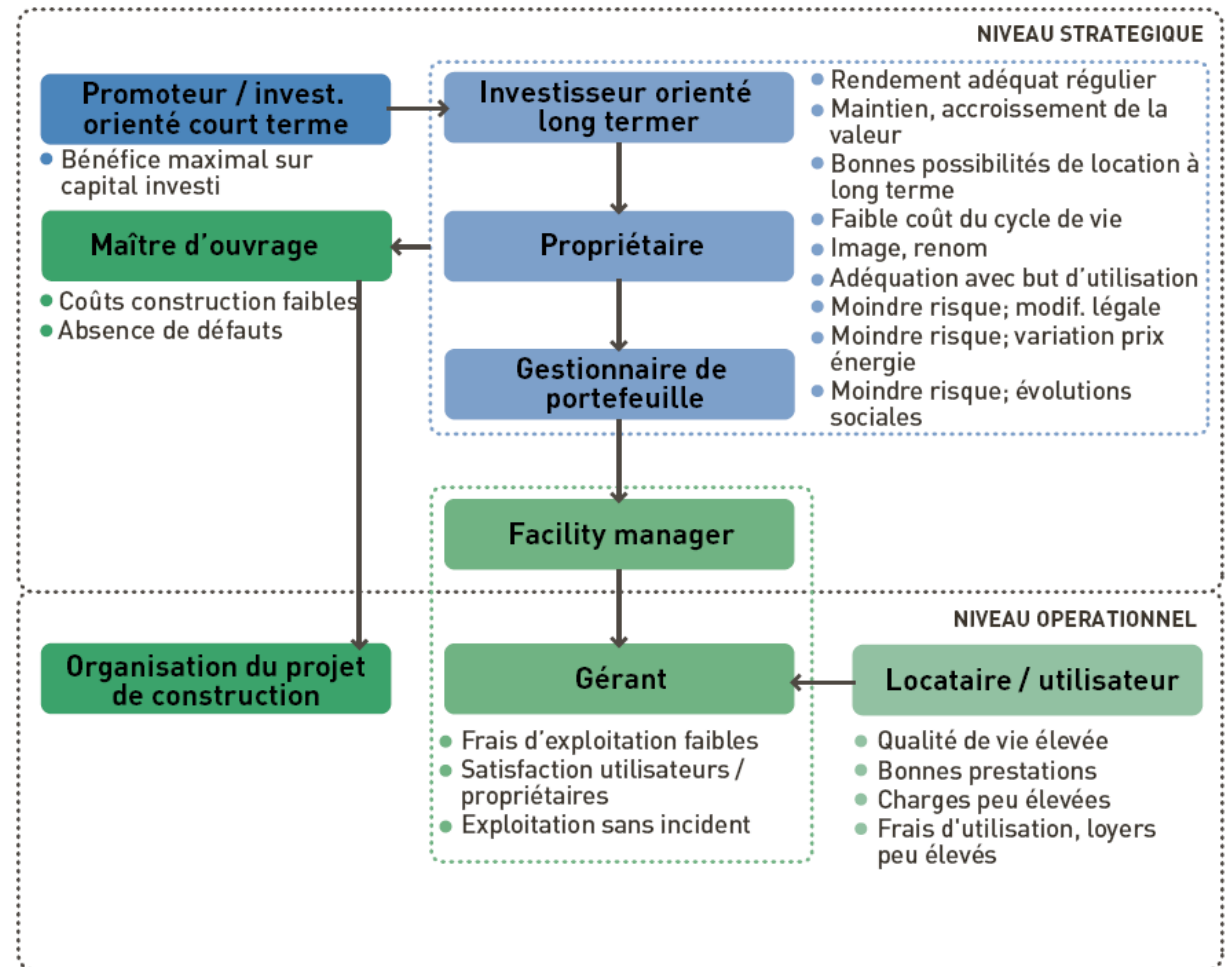 NIVEAU STRATEGIQUE
Promoteur / invest.
orienté court terme
• Bénéfice maximal sur
capital investi
Investisseur orienté
long termer
• Rendement adéquat régulier
• Maintien, accroissement de la
valeur
• Bonnes possibilités de location à
long terme
• Faible coût du cycle de vie
• Image, renom
• Adéquation avec but d’utilisation
• Moindre risque; modif. légale
• Moindre risque; variation prix
énergie
• Moindre risque; évolutions
sociales
Maître d’ouvrage
• Coûts construction faibles
• Absence de défauts
Propriétaire
Gestionnaire de
portefeuille
Facility manager
NIVEAU OPERATIONNEL
Organisation du projet
de construction
Gérant
• Frais d’exploitation faibles
• Satisfaction utilisateurs /
propriétaires
• Exploitation sans incident
Locataire / utilisateur
• Qualité de vie élevée
• Bonnes prestations
• Charges peu élevées
• Frais d'utilisation, loyers
peu élevés